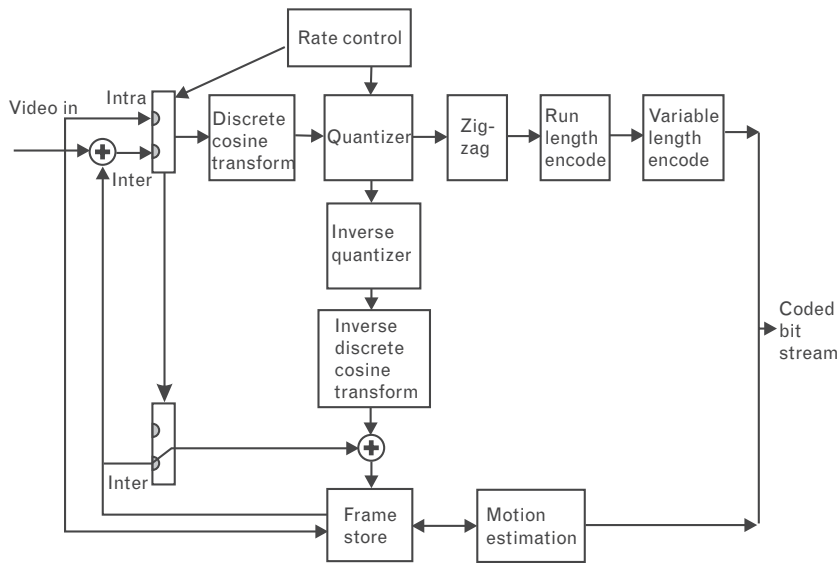 Rate control
Video in
Intra
Inter
Discrete
cosine
transform
Quantizer
Zig-
zag
Run
length
encode
Variable
length
encode
Inverse
quantizer
Inverse
discrete
cosine
transform
Coded
bit
stream
Inter
Frame
store
Motion
estimation